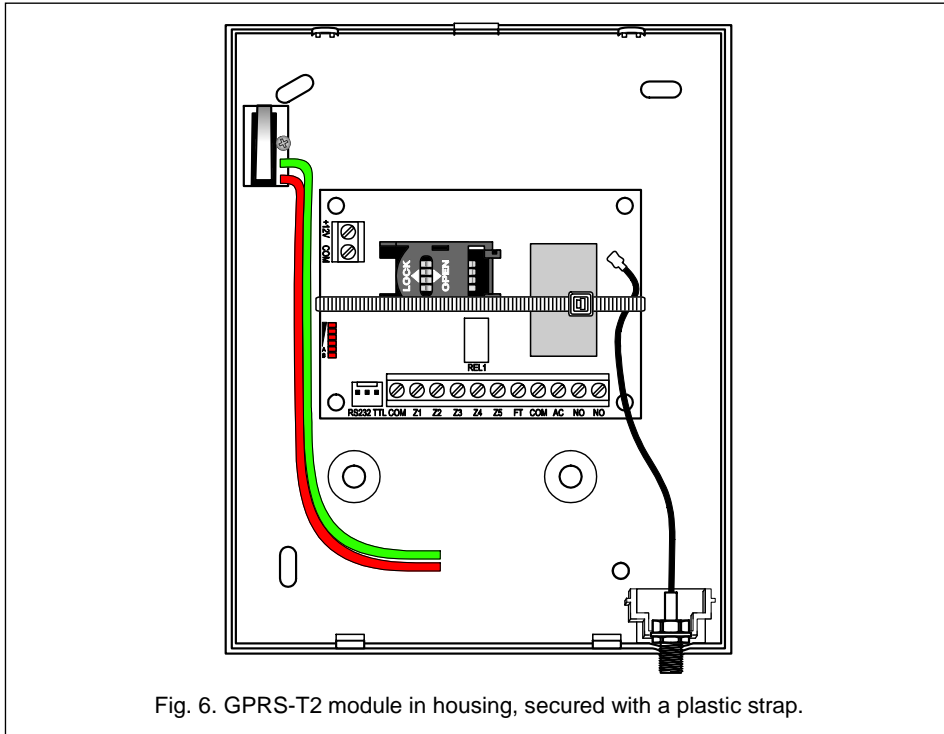 +12V COM
LOCK OPEN
A
B
REL1
RS232 TTL COM Z1 Z2 Z3 Z4 Z5 FT COM AC NO NO
Fig. 6. GPRS-T2 module in housing, secured with a plastic strap.